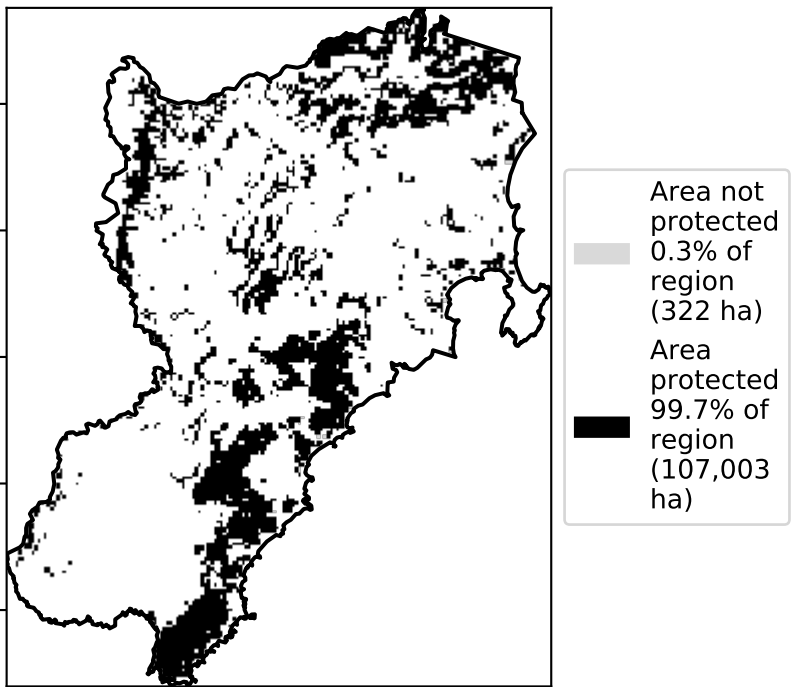 Area not
protected
0.3% of
region
(322 ha)
Area
protected
99.7% of
region
(107,003
ha)